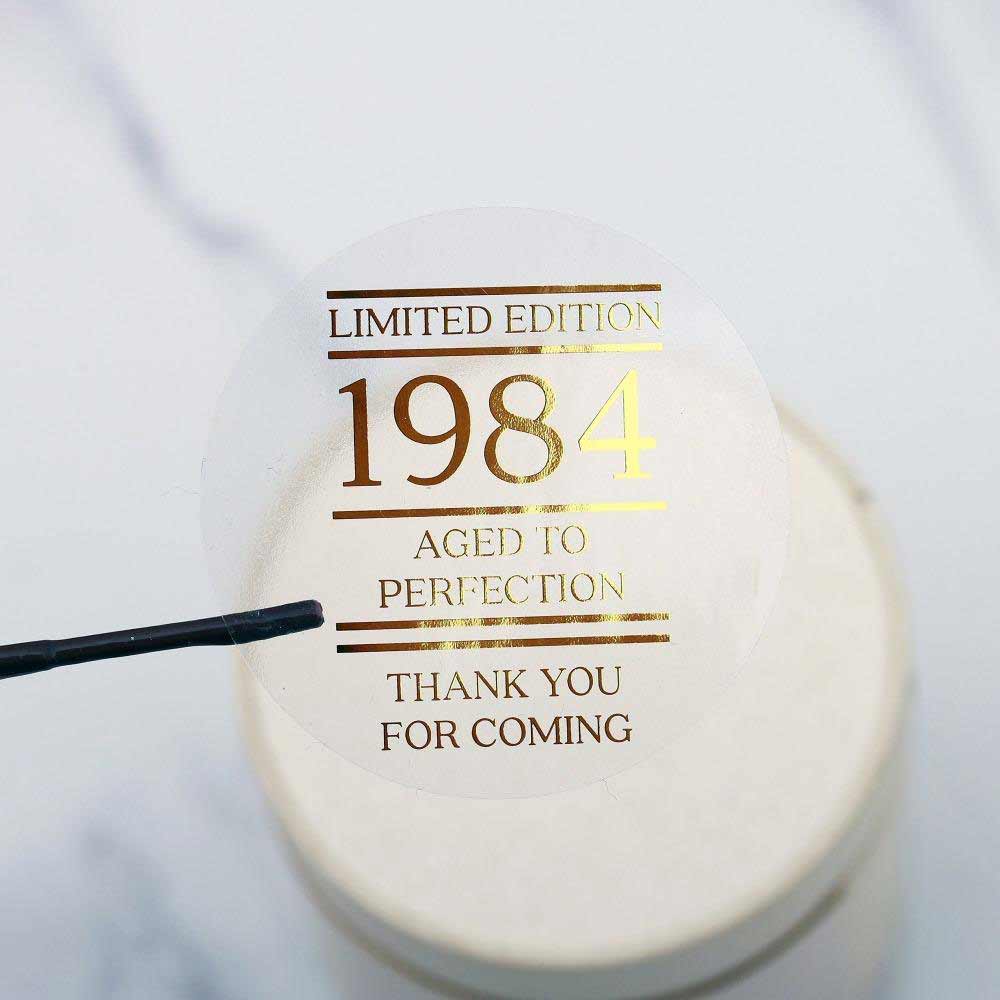 LIMITED EDITION
1984
AGED TO
PERFECTION
THANK YOU
FOR COMING